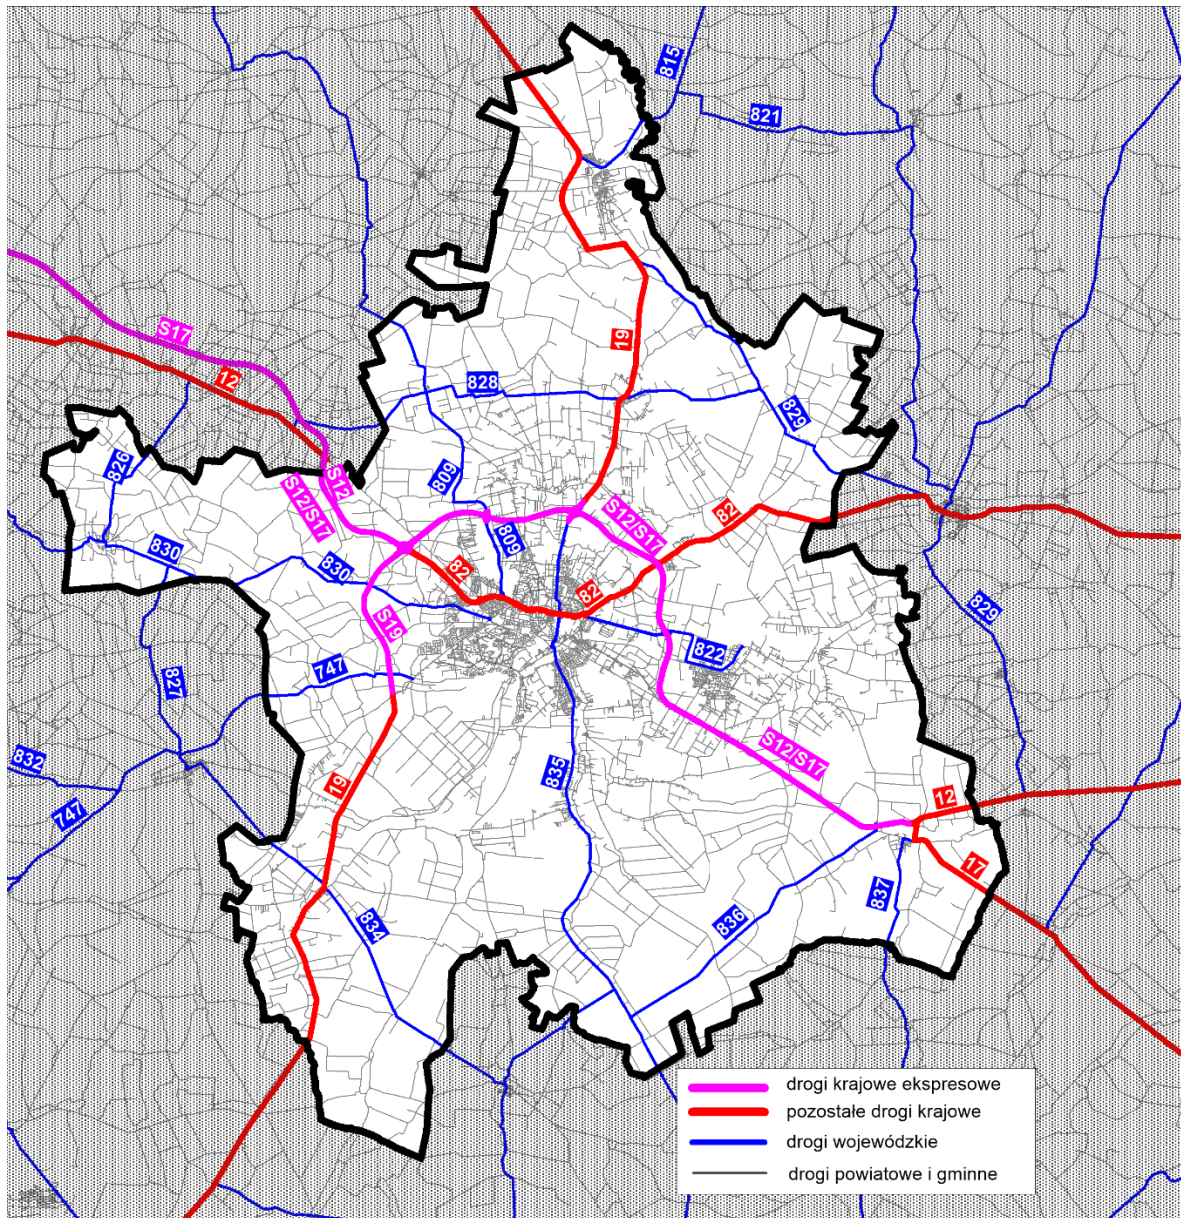 815
821
S17
19
12
828
829
826
809
S12
S12/S17
S12/S17
82
809
830
830
82
82
829
S19
822
747
728
S12/S17
832
835
19
12
747
17
837
836
834
drogi krajowe ekspresowe
pozostałe drogi krajowe
drogi wojewódzkie
drogi powiatowe i gminne